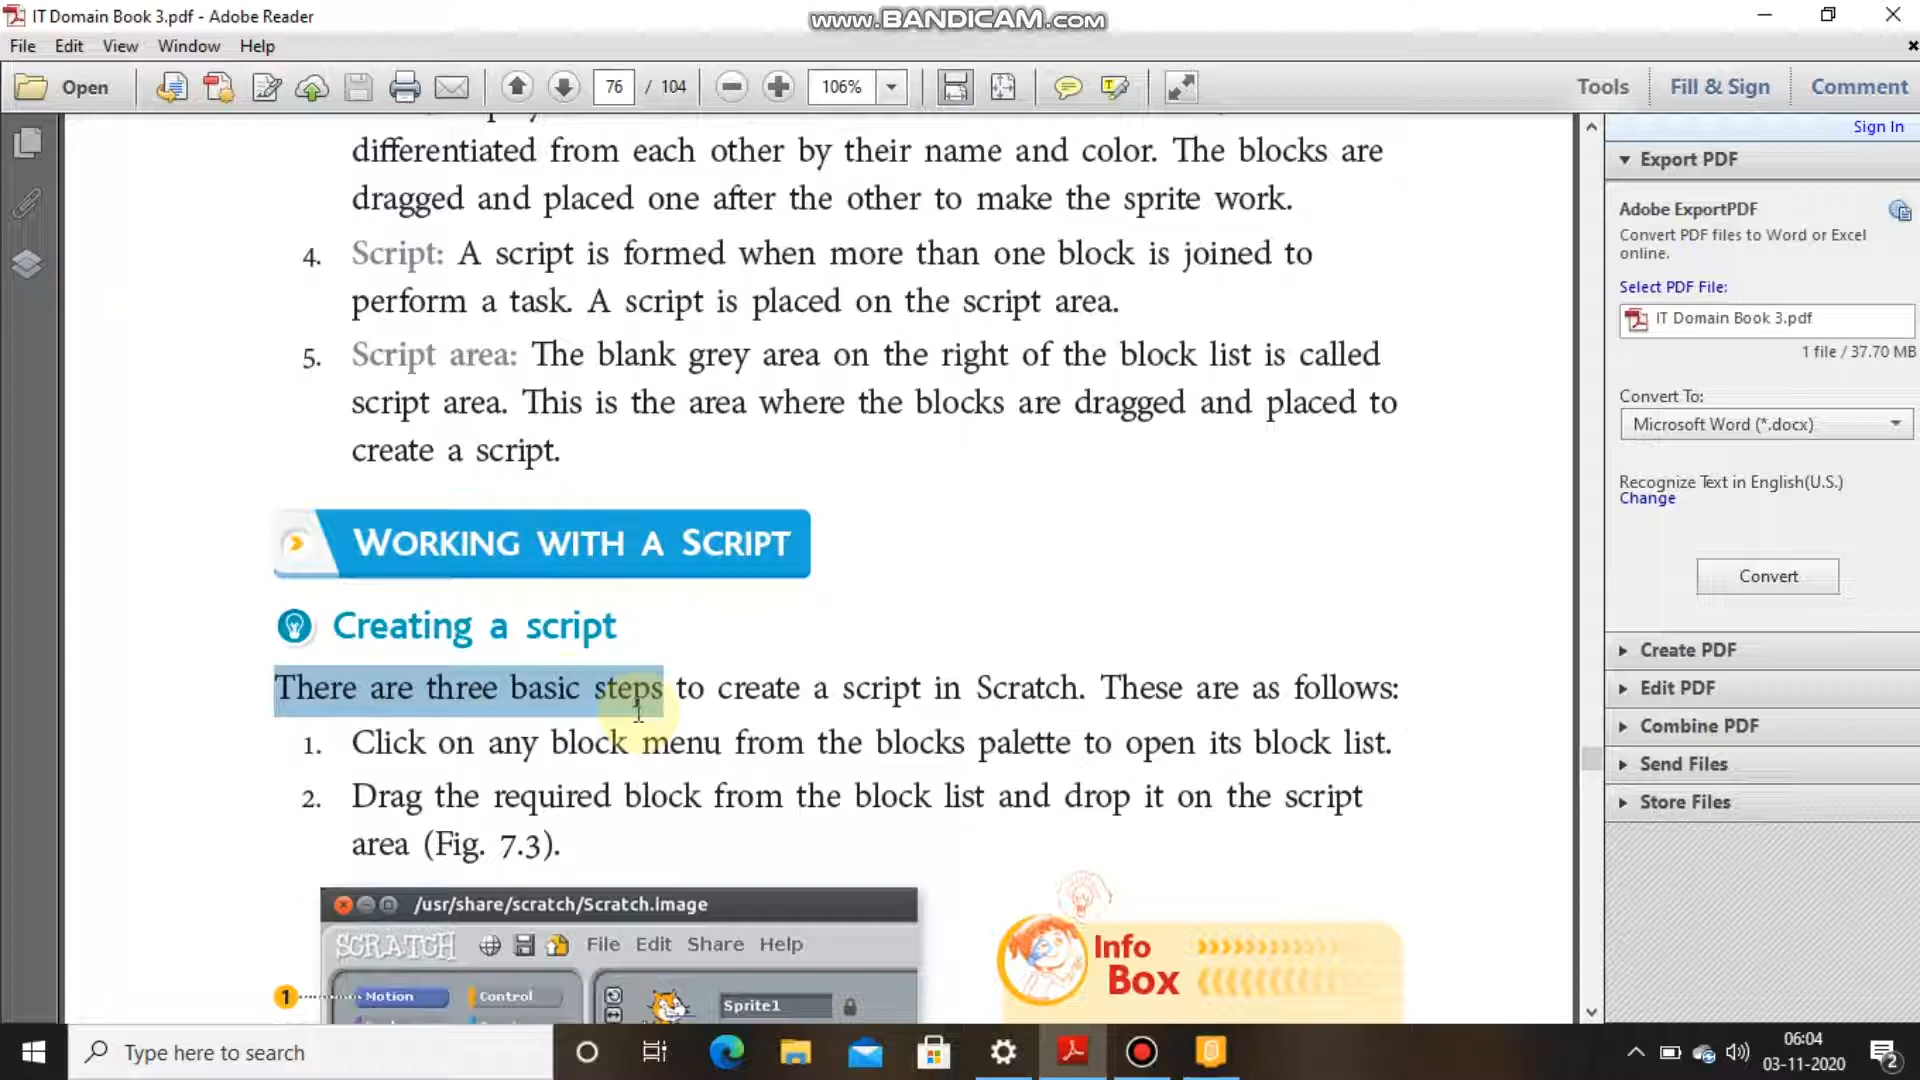 IT Domain Book 3.pdf - Adobe Reader
www.BANDICAM.com
File Edit View Window Help
Open 76 / 104 106% Tools Fill & Sign Comment
Sign In
differentiated from each other by their name and color. The blocks are
dragged and placed one after the other to make the sprite work.
4. Script: A script is formed when more than one block is joined to
perform a task. A script is placed on the script area.
5. Script area: The blank grey area on the right of the block list is called
script area. This is the area where the blocks are dragged and placed to
create a script.
WORKING WITH A SCRIPT
Creating a script
There are three basic steps to create a script in Scratch. These are as follows:
1. Click on any block menu from the blocks palette to open its block list.
2. Drag the required block from the block list and drop it on the script
area (Fig. 7.3).
/usr/share/scratch/Scratch.image
SCRATCH File Edit Share Help
1 Motion Control Sprite1
Info
Box
Export PDF
Adobe ExportPDF
Convert PDF files to Word or Excel
online.
Select PDF File:
IT Domain Book 3.pdf
1 file / 37.70 MB
Convert To:
Microsoft Word (*.docx)
Recognize Text in English(U.S.)
Change
Convert
Create PDF
Edit PDF
Combine PDF
Send Files
Store Files
Type here to search
06:04
03-11-2020
2